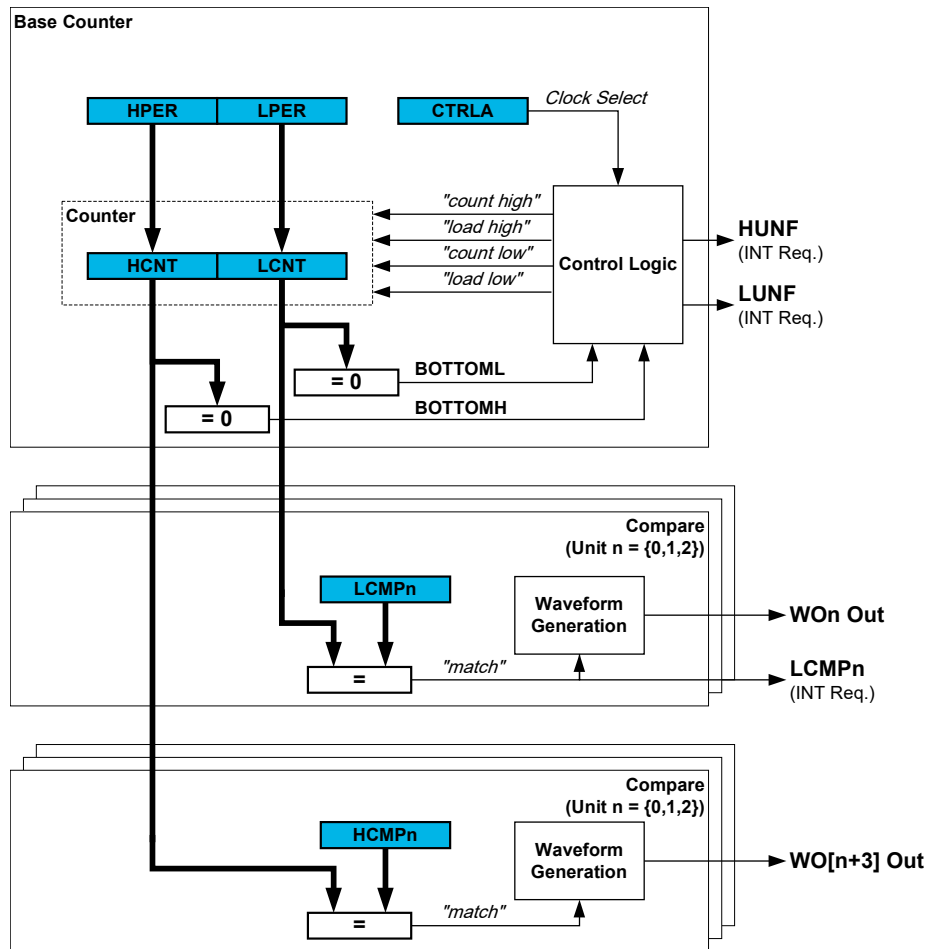 Base Counter
HPER
LPER
CTRLA
Clock Select
Counter
"count high"
"load high"
"count low"
"load low"
Control Logic
HUNF
(INT Req.)
LUNF
(INT Req.)
HCNT
LCNT
= 0
BOTTOML
= 0
BOTTOMH
Compare
(Unit n = {0,1,2})
LCMPn
Waveform
Generation
WOn Out
=
"match"
LCMPn
(INT Req.)
Compare
(Unit n = {0,1,2})
HCMPn
Waveform
Generation
WO[n+3] Out
=
"match"